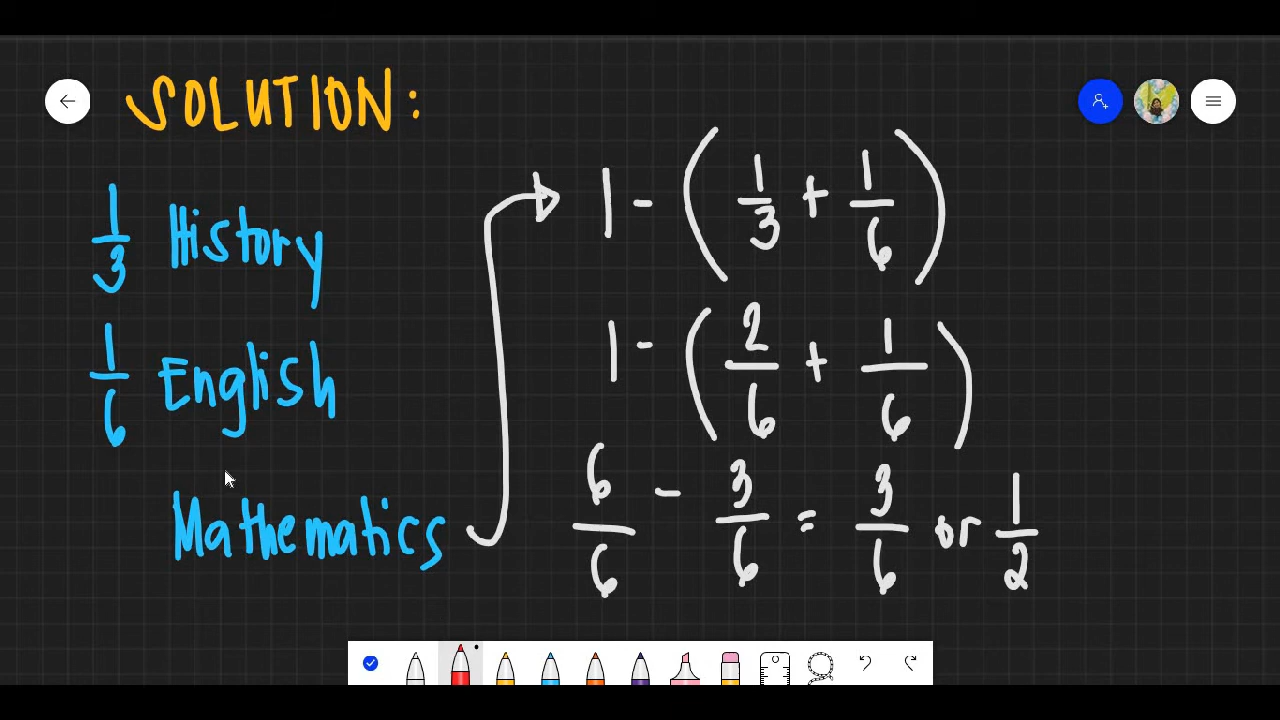 SOLUTION:
1/3 History
1/6 English
Mathematics
1 - (1/3 + 1/6)
1 - (2/6 + 1/6)
6/6 - 3/6 = 3/6 or 1/2